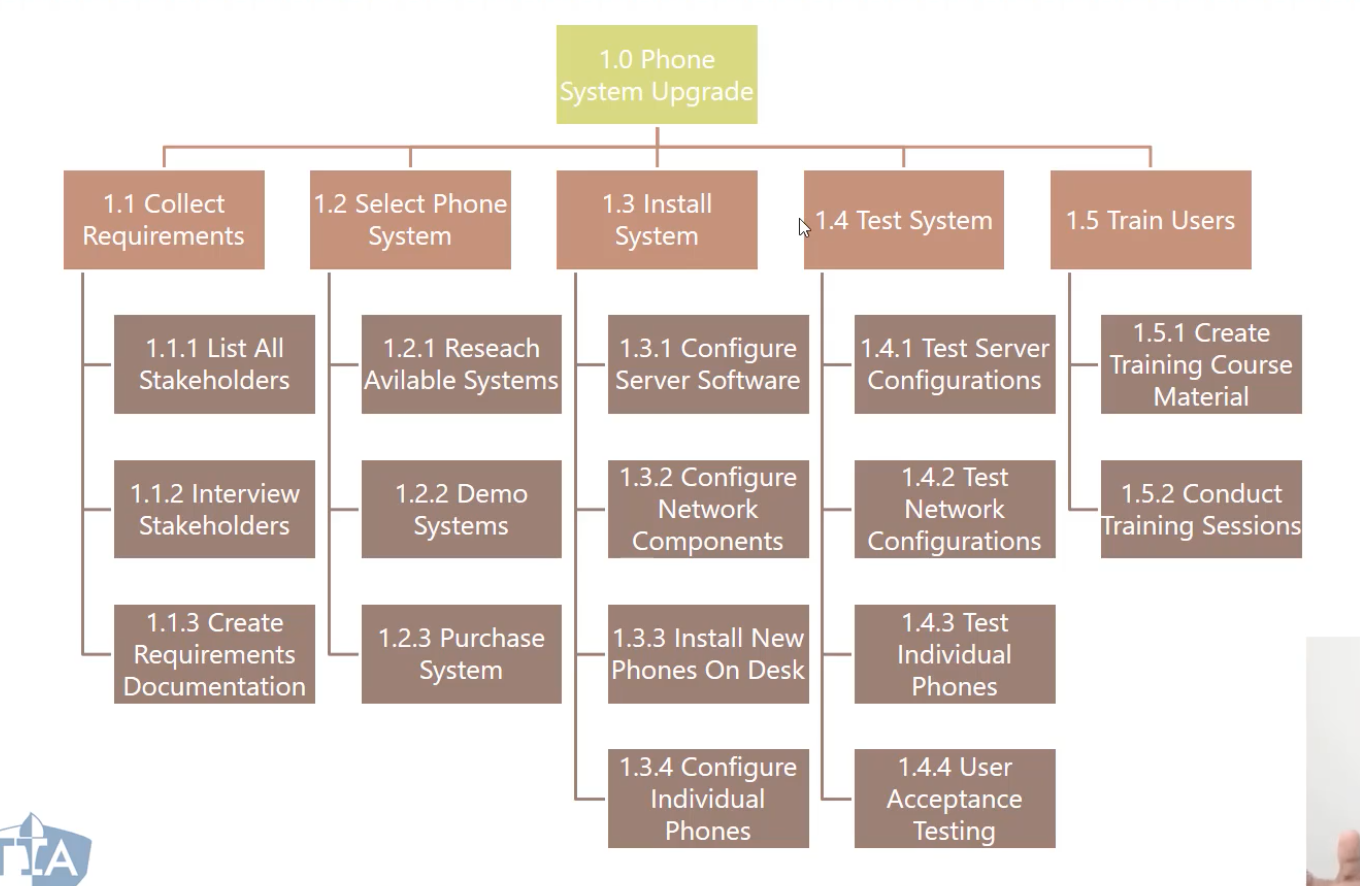 1.0 Phone
System Upgrade
1.1 Collect
Requirements
1.2 Select Phone
System
1.3 Install
System
1.4 Test System
1.5 Train Users
1.1.1 List All
Stakeholders
1.2.1 Reseach
Avilable Systems
1.3.1 Configure
Server Software
1.4.1 Test Server
Configurations
1.5.1 Create
Training Course
Material
1.1.2 Interview
Stakeholders
1.2.2 Demo
Systems
1.3.2 Configure
Network
Components
1.4.2 Test
Network
Configurations
1.5.2 Conduct
Training Sessions
1.1.3 Create
Requirements
Documentation
1.2.3 Purchase
System
1.3.3 Install New
Phones On Desk
1.4.3 Test
Individual
Phones
1.3.4 Configure
Individual
Phones
1.4.4 User
Acceptance
Testing
TIA